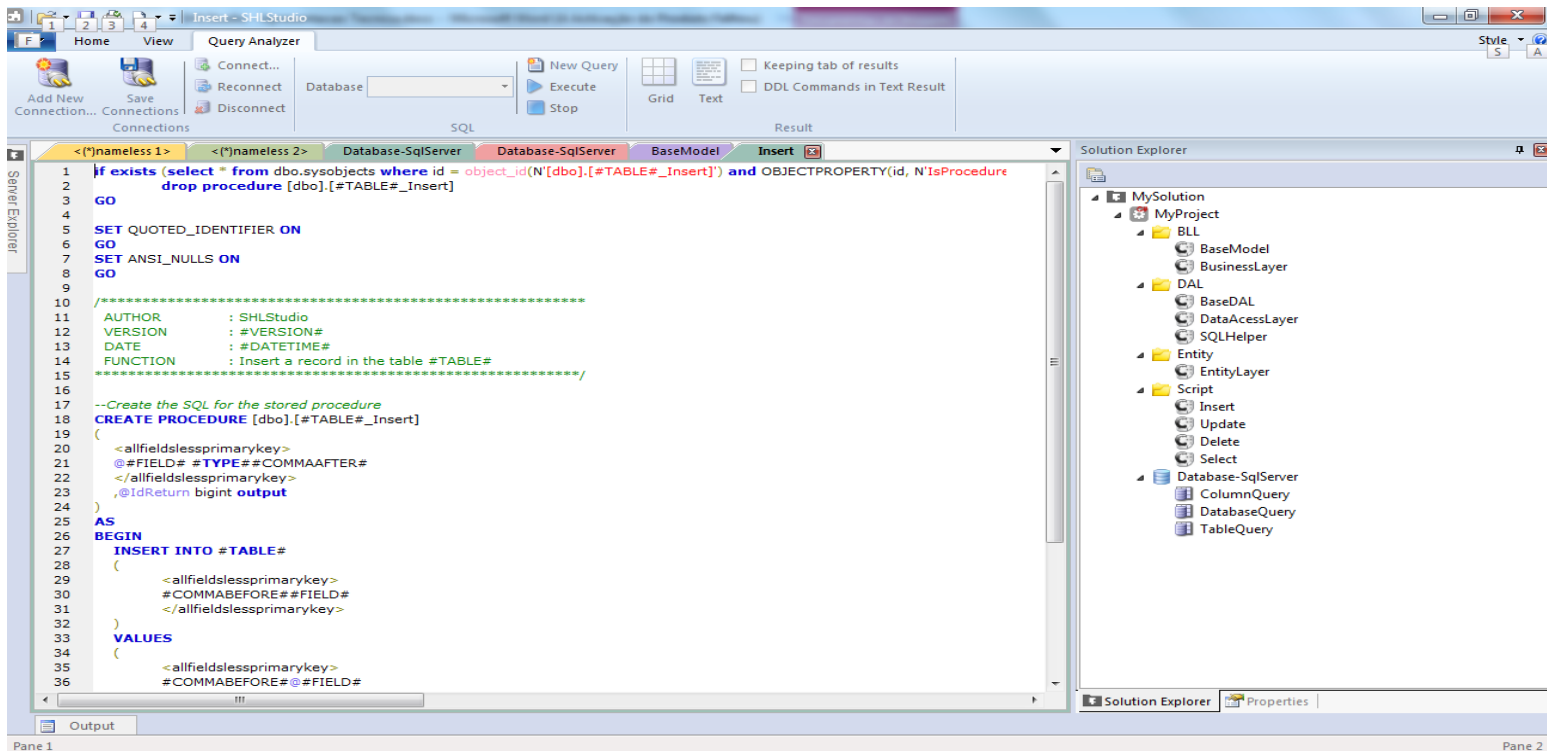 Insert - SHLStudio
1 2 3 4
F Home View Query Analyzer Style
S A
Add New Connection...
Save Connections
Connect...
Reconnect
Disconnect
Connections
Database
New Query
Execute
Stop
SQL
Grid Text
Keeping tab of results
DDL Commands in Text Result
Result
Server Explorer
<(*)nameless 1> <(*)nameless 2> Database-SqlServer Database-SqlServer BaseModel Insert
1 if exists (select * from dbo.sysobjects where id = object_id(N'[dbo].[#TABLE#_Insert]') and OBJECTPROPERTY(id, N'IsProcedure
2 drop procedure [dbo].[#TABLE#_Insert]
3 GO
4
5 SET QUOTED_IDENTIFIER ON
6 GO
7 SET ANSI_NULLS ON
8 GO
9
10 /**********************************************************
11 AUTHOR : SHLStudio
12 VERSION : #VERSION#
13 DATE : #DATETIME#
14 FUNCTION : Insert a record in the table #TABLE#
15 **********************************************************/
16
17 --Create the SQL for the stored procedure
18 CREATE PROCEDURE [dbo].[#TABLE#_Insert]
19 (
20 <allfieldslessprimarykey>
21 @#FIELD# #TYPE##COMMAAFTER#
22 </allfieldslessprimarykey>
23 ,@IdReturn bigint output
24 )
25 AS
26 BEGIN
27 INSERT INTO #TABLE#
28 (
29 <allfieldslessprimarykey>
30 #COMMABEFORE##FIELD#
31 </allfieldslessprimarykey>
32 )
33 VALUES
34 (
35 <allfieldslessprimarykey>
36 #COMMABEFORE#@#FIELD#
Solution Explorer
MySolution
MyProject
BLL
BaseModel
BusinessLayer
DAL
BaseDAL
DataAcessLayer
SQLHelper
Entity
EntityLayer
Script
Insert
Update
Delete
Select
Database-SqlServer
ColumnQuery
DatabaseQuery
TableQuery
Solution Explorer Properties
Output
Pane 1 Pane 2